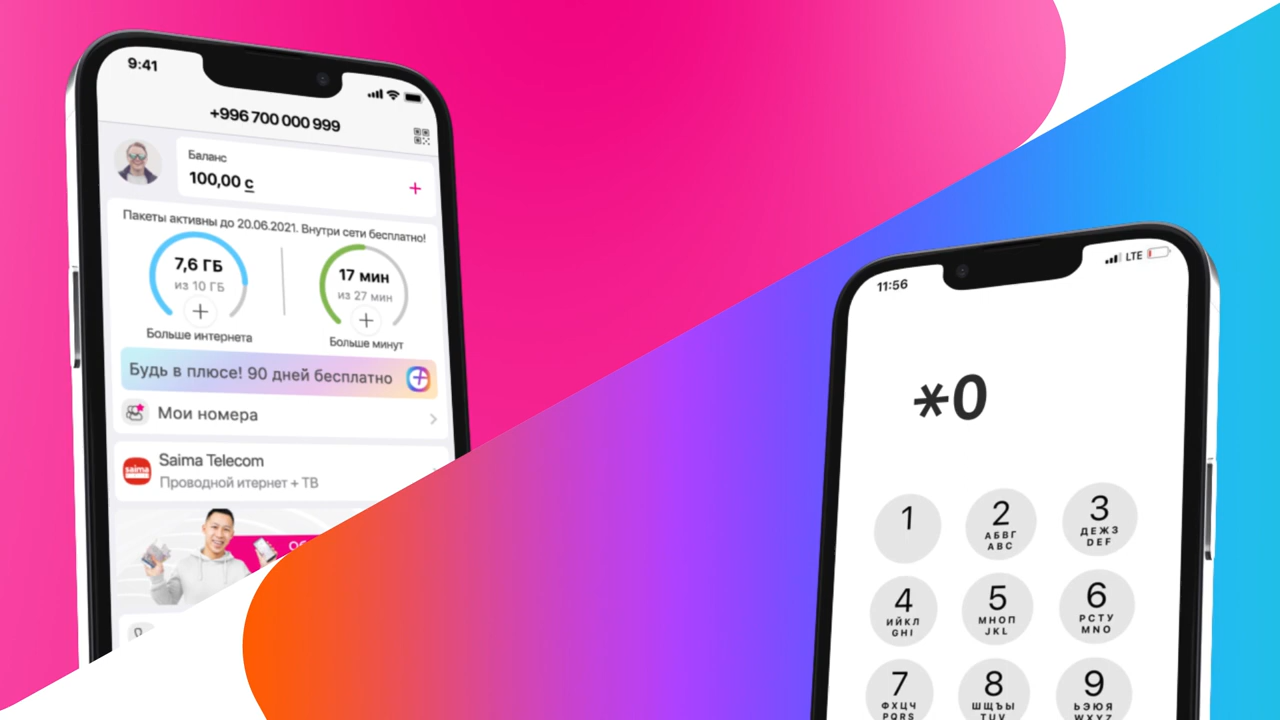 9:41
+996 700 000 999
Баланс
100,00 с
Пакеты активны до 20.06.2021. Внутри сети бесплатно!
7,6 ГБ
из 10 ГБ
Больше интернета
17 мин
из 27 мин
Больше минут
Будь в плюсе! 90 дней бесплатно
Мои номера
saima
Saima Telecom
Проводной итернет + ТВ
11:56
LTE
*0
1
2
АБВГ
ABC
3
ДЕЖЗ
DEF
4
ИЙКЛ
GHI
5
МНОП
JKL
6
РСТУ
MNO
7
ФХЦЧ
PQRS
8
ШЩЪЫ
TUV
9
ЬЭЮЯ
WXYZ